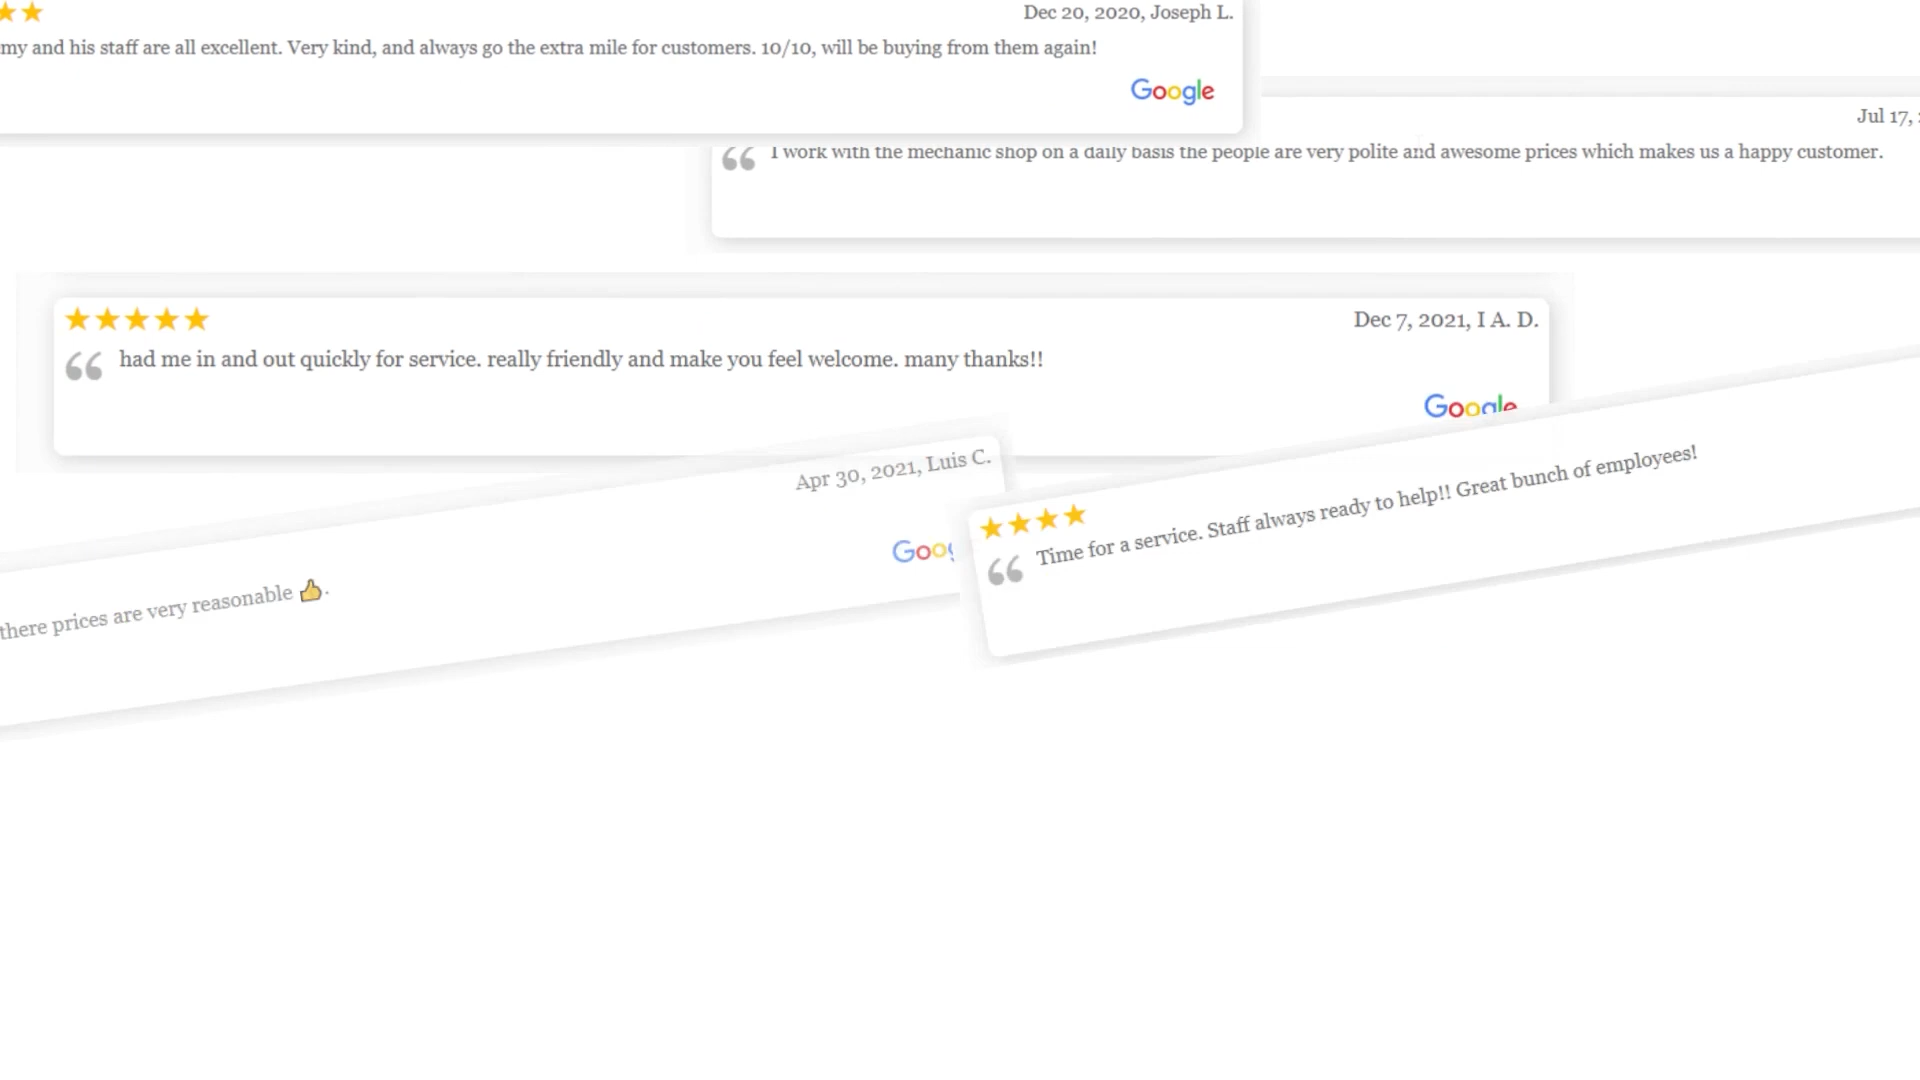 Dec 20, 2020, Joseph L.
my and his staff are all excellent. Very kind, and always go the extra mile for customers. 10/10, will be buying from them again!
Google
Jul 17,
I work with the mechanic shop on a daily basis the people are very polite and awesome prices which makes us a happy customer.
Dec 7, 2021, I A. D.
had me in and out quickly for service. really friendly and make you feel welcome. many thanks!!
Google
Apr 30, 2021, Luis C.
Goog
there prices are very reasonable 👍.
Time for a service. Staff always ready to help!! Great bunch of employees!